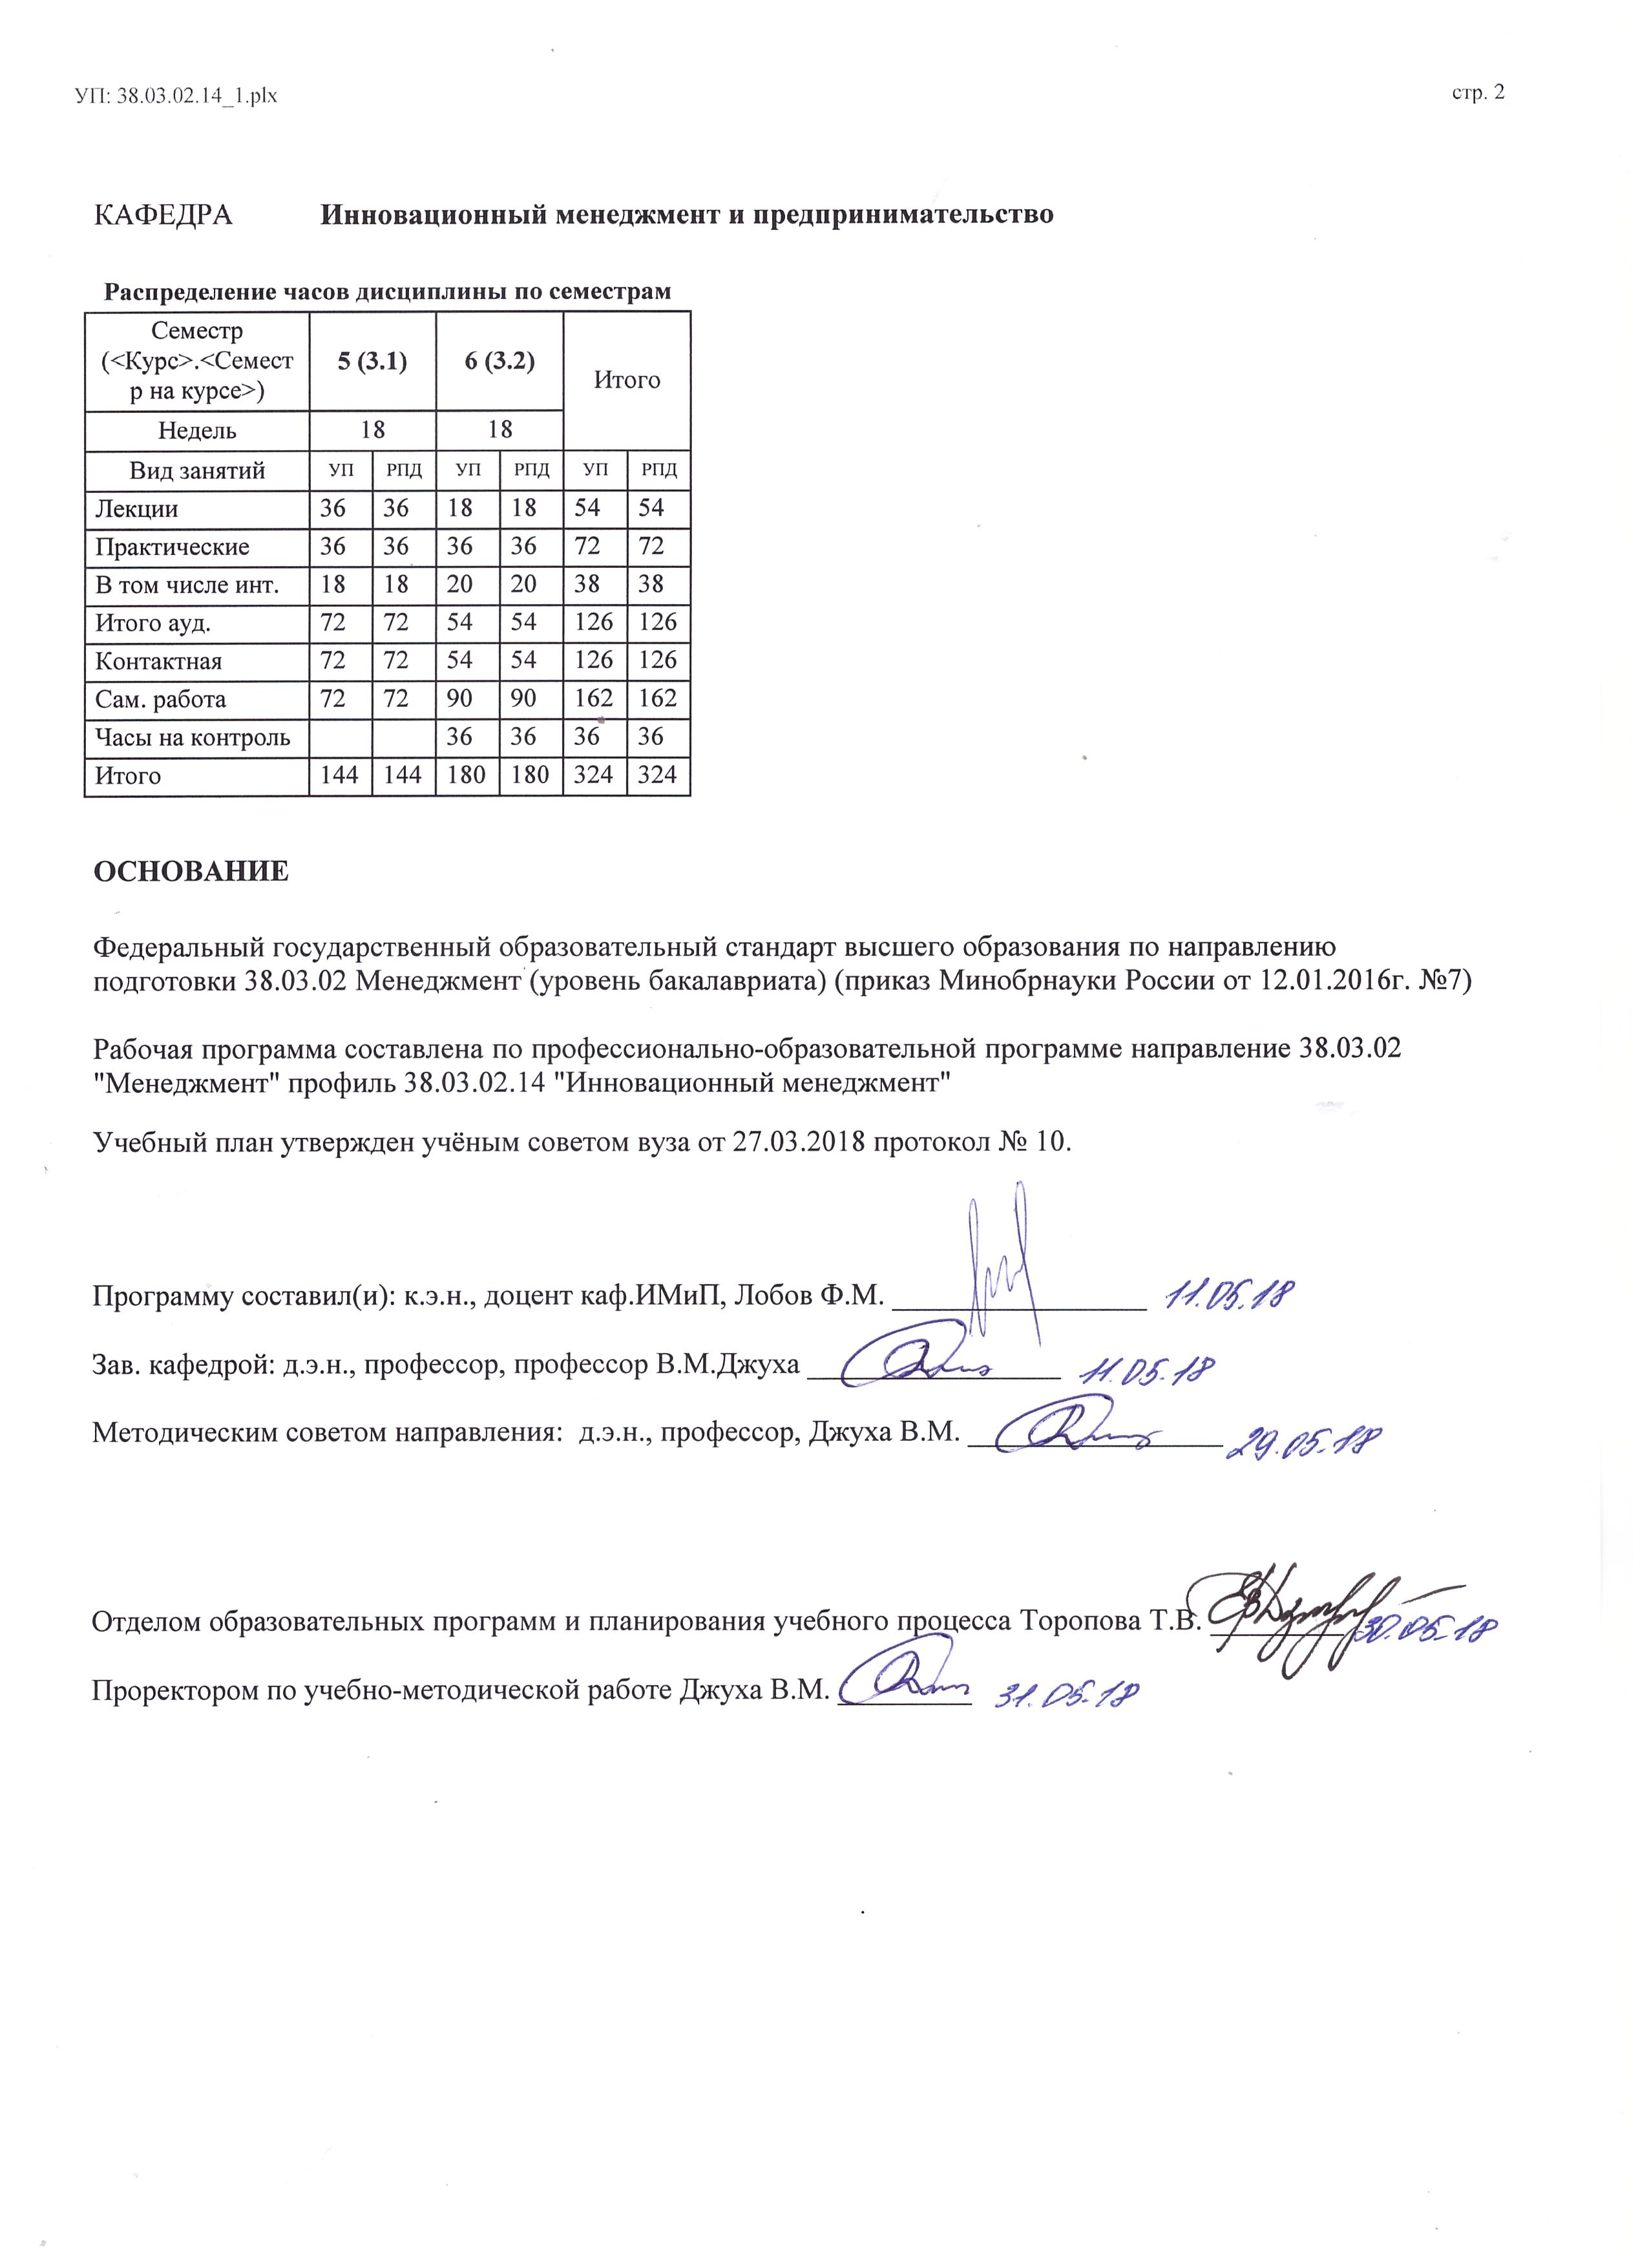 УП: 38.03.02.14_1.plx стр. 2
КАФЕДРА Инновационный менеджмент и предпринимательство
Распределение часов дисциплины по семестрам
Семестр
(<Курс>.<Семест
р на курсе>) 5 (3.1) 6 (3.2) Итого
Недель 18 18
Вид занятий УП РПД УП РПД УП РПД
Лекции 36 36 18 18 54 54
Практические 36 36 36 36 72 72
В том числе инт. 18 18 20 20 38 38
Итого ауд. 72 72 54 54 126 126
Контактная 72 72 54 54 126 126
Сам. работа 72 72 90 90 162 162
Часы на контроль 36 36 36 36
Итого 144 144 180 180 324 324
ОСНОВАНИЕ
Федеральный государственный образовательный стандарт высшего образования по направлению
подготовки 38.03.02 Менеджмент (уровень бакалавриата) (приказ Минобрнауки России от 12.01.2016г. №7)
Рабочая программа составлена по профессионально-образовательной программе направление 38.03.02
"Менеджмент" профиль 38.03.02.14 "Инновационный менеджмент"
Учебный план утвержден учёным советом вуза от 27.03.2018 протокол № 10.
Программу составил(и): к.э.н., доцент каф.ИМиП, Лобов Ф.М. 11.05.18
Зав. кафедрой: д.э.н., профессор, профессор В.М.Джуха 11.05.18
Методическим советом направления: д.э.н., профессор, Джуха В.М. 29.05.18
Отделом образовательных программ и планирования учебного процесса Торопова Т.В. 30.05.18
Проректором по учебно-методической работе Джуха В.М. 31.05.18